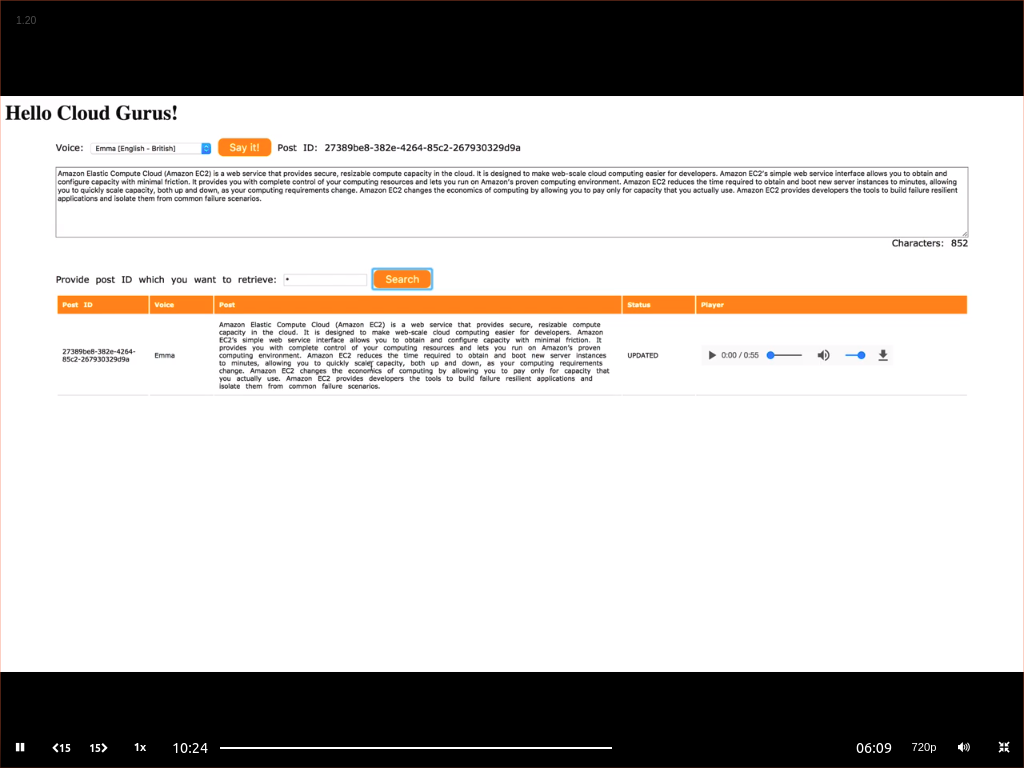 1.20
Hello Cloud Gurus!
Voice: Emma [English - British] Say it! Post ID: 27389be8-382e-4264-85c2-267930329d9a
Amazon Elastic Compute Cloud (Amazon EC2) is a web service that provides secure, resizable compute capacity in the cloud. It is designed to make web-scale cloud computing easier for developers. Amazon EC2's simple web service interface allows you to obtain and
configure capacity with minimal friction. It provides you with complete control of your computing resources and lets you run on Amazon's proven computing environment. Amazon EC2 reduces the time required to obtain and boot new server instances to minutes, allowing
you to quickly scale capacity, both up and down, as your computing requirements change. Amazon EC2 changes the economics of computing by allowing you to pay only for capacity that you actually use. Amazon EC2 provides developers the tools to build failure resilient
applications and isolate them from common failure scenarios.
Characters: 852
Provide post ID which you want to retrieve: * Search
Post ID Voice Post Status Player
27389be8-382e-4264-
85c2-267930329d9a
Emma
Amazon Elastic Compute Cloud (Amazon EC2) is a web service that provides secure, resizable compute
capacity in the cloud. It is designed to make web-scale cloud computing easier for developers. Amazon
EC2's simple web service interface allows you to obtain and configure capacity with minimal friction. It
provides you with complete control of your computing resources and lets you run on Amazon's proven
computing environment. Amazon EC2 reduces the time required to obtain and boot new server instances
to minutes, allowing you to quickly scale capacity, both up and down, as your computing requirements
change. Amazon EC2 changes the economics of computing by allowing you to pay only for capacity that
you actually use. Amazon EC2 provides developers the tools to build failure resilient applications and
isolate them from common failure scenarios.
UPDATED
0:00 / 0:55
15 15 1x 10:24 06:09 720p